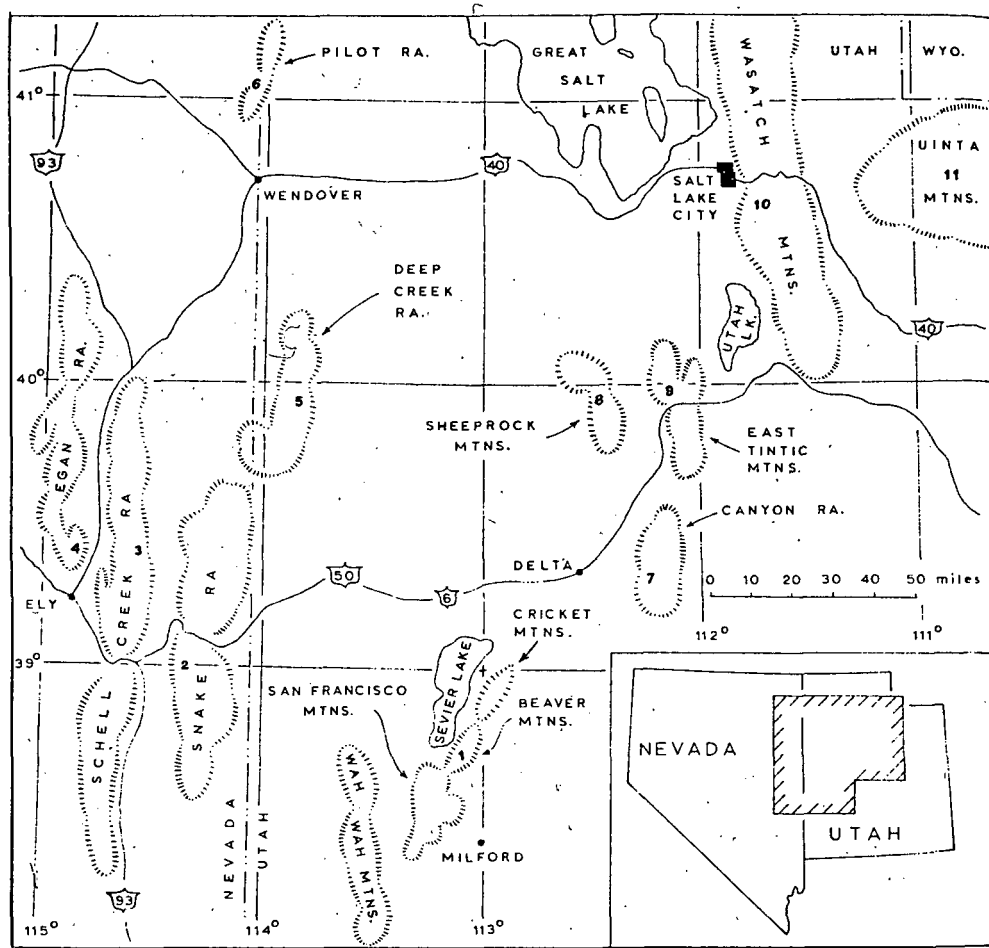 PILOT RA.
6
41°
93
WENDOVER
GREAT
SALT
LAKE
40
WASATCH
MTNS.
UTAH
WYO.
UINTA
11
MTNS.
SALT
LAKE
CITY
10
DEEP
CREEK
RA.
5
UTAH
LK.
40
40°
EGAN RA.
4
SCHELL CREEK RA
3
8
SHEEPROCK
MTNS.
9
EAST
TINTIC
MTNS.
CANYON RA.
7
0 10 20 30 40 50 miles
112°
111°
ELY
50
6
DELTA
39°
SNAKE RA
2
CRICKET
MTNS.
SAN FRANCISCO
MTNS.
SEVIER LAKE
BEAVER
MTNS.
1
WAH WAH MTNS.
MILFORD
NEVADA
UTAH
93
115°
114°
113°
NEVADA
UTAH